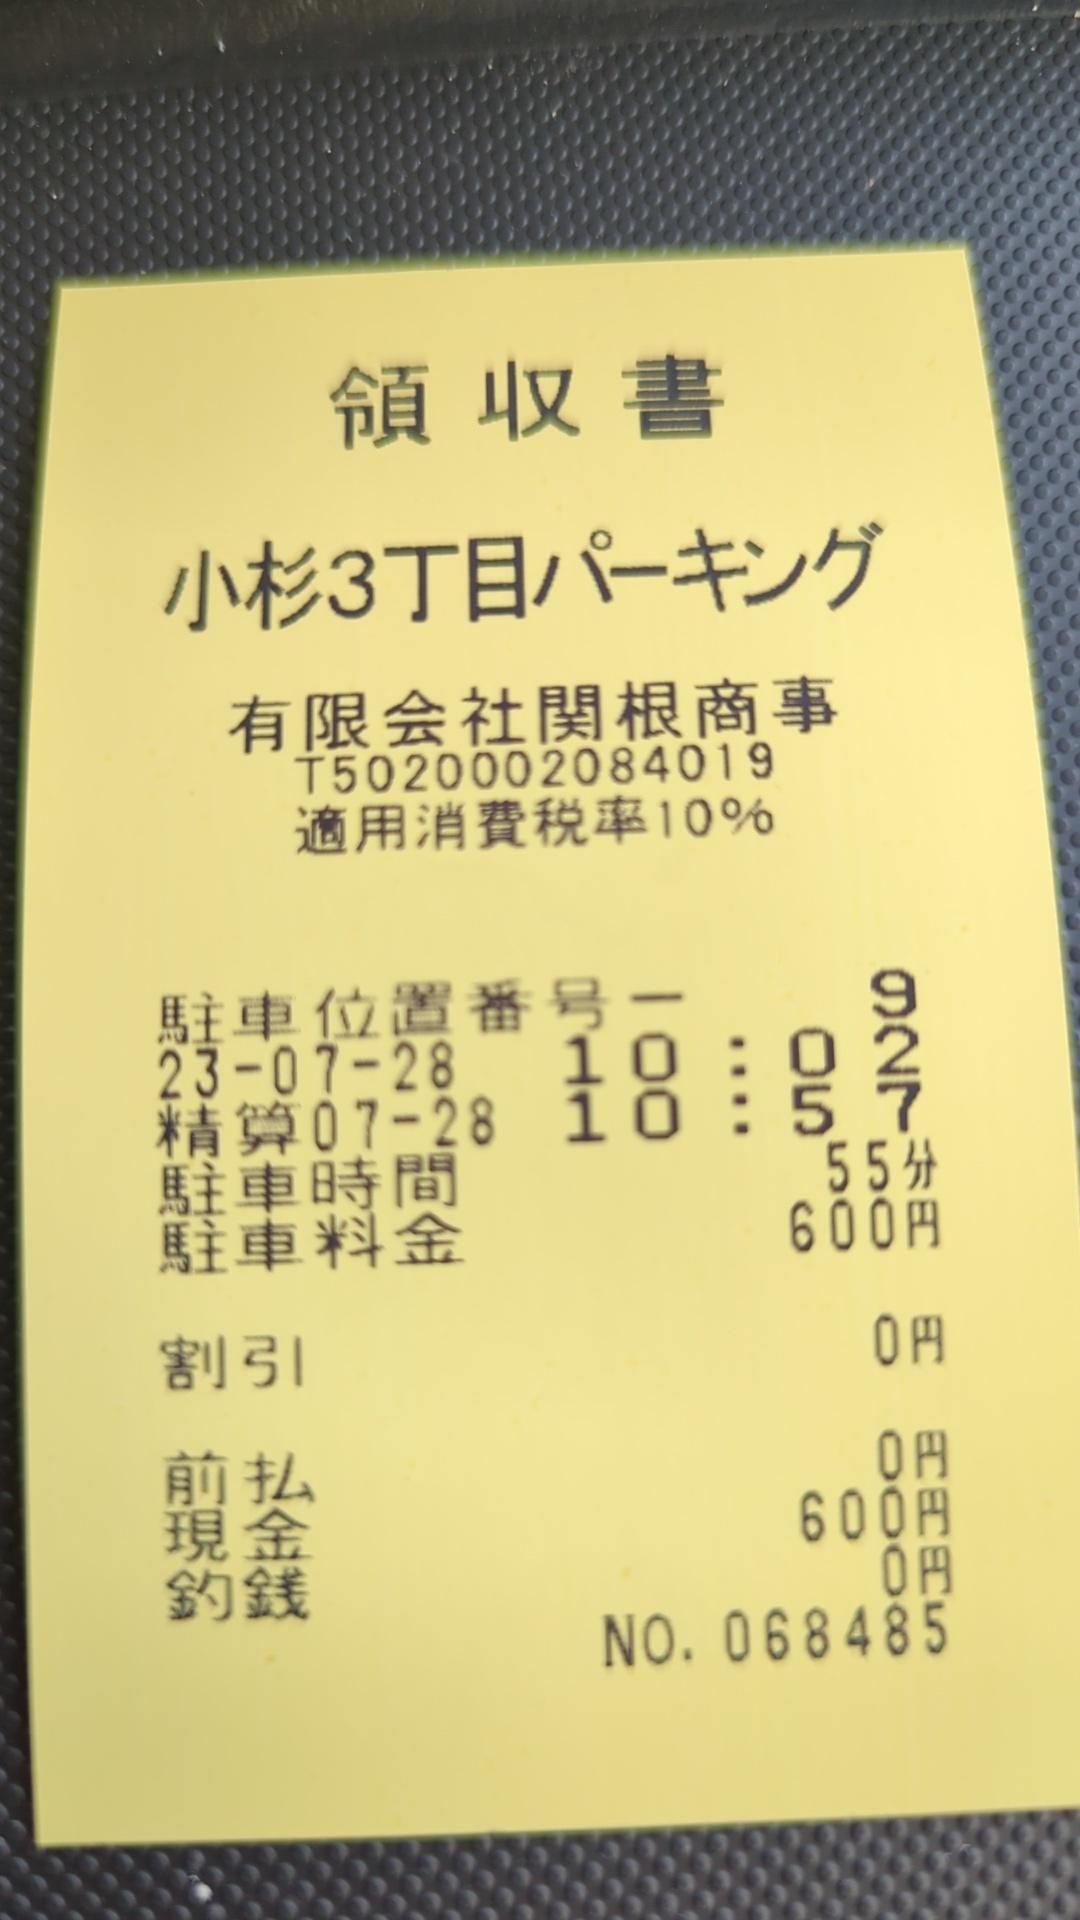 領収書
小杉3丁目パーキング
有限会社関根商事
T5020002084019
適用消費税率10%
駐車位置番号ー 9
23-07-28 10:02
精算07-28 10:57
駐車時間 55分
駐車料金 600円
割引 0円
前払 0円
現金 600円
釣銭 0円
NO.068485